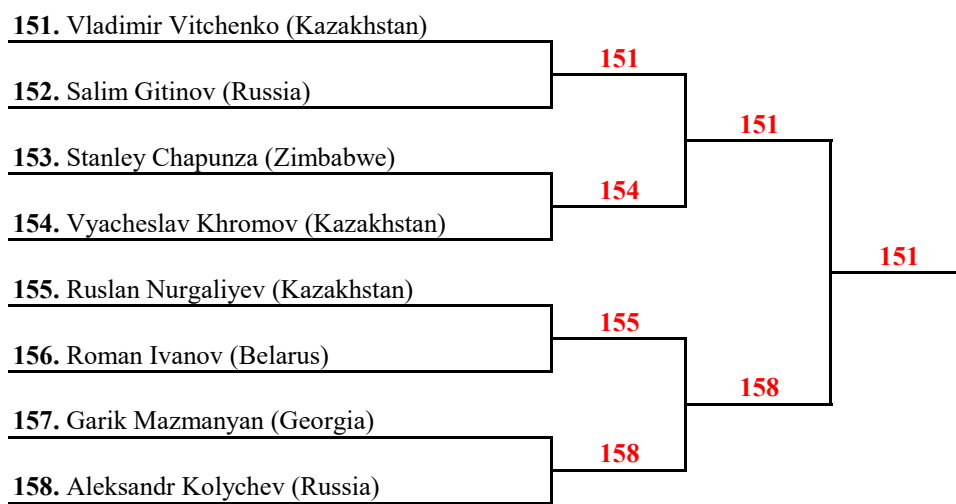 151. Vladimir Vitchenko (Kazakhstan)
151
152. Salim Gitinov (Russia)
151
153. Stanley Chapunza (Zimbabwe)
154
154. Vyacheslav Khromov (Kazakhstan)
151
155. Ruslan Nurgaliyev (Kazakhstan)
155
156. Roman Ivanov (Belarus)
158
157. Garik Mazmanyan (Georgia)
158
158. Aleksandr Kolychev (Russia)